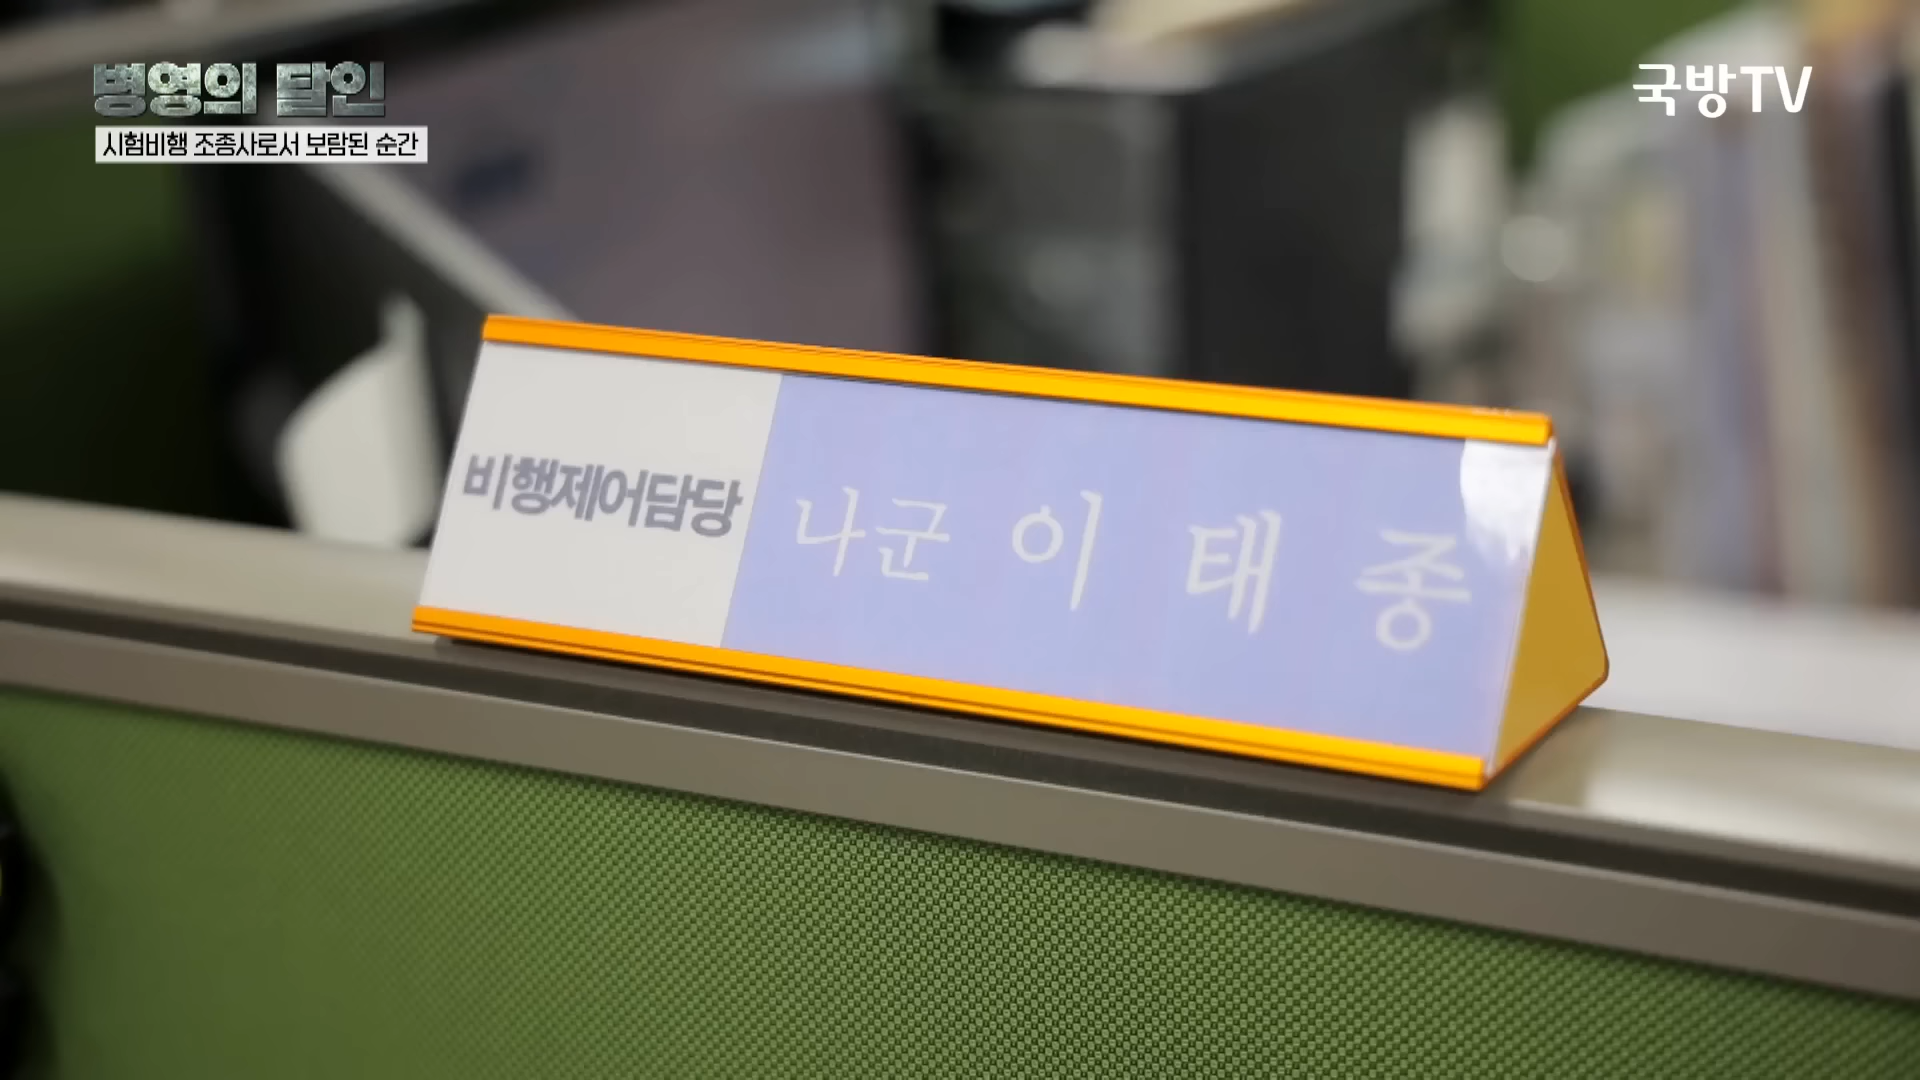 병영의 달인
국방TV
시험비행 조종사로서 보람된 순간
비행제어담당 나군 이 태 종